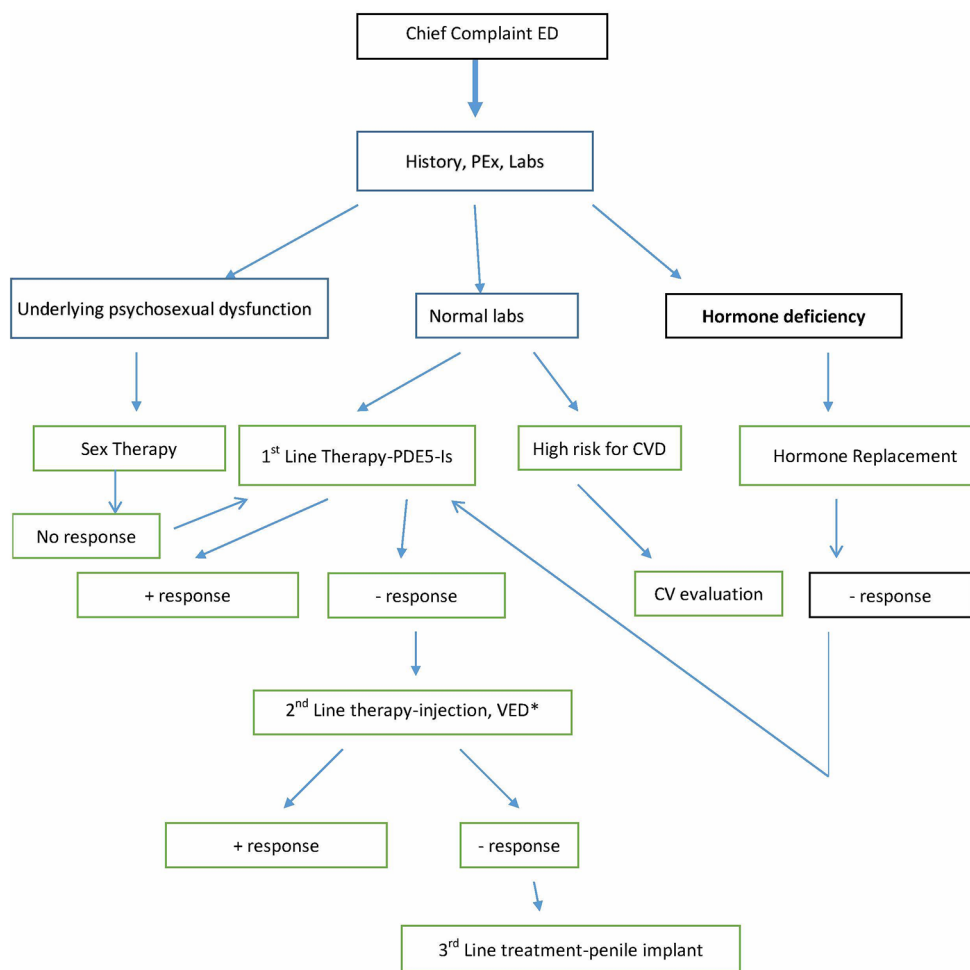 Chief Complaint ED
History, PEx, Labs
Underlying psychosexual dysfunction
Normal labs
Hormone deficiency
Sex Therapy
1st Line Therapy-PDE5-Is
High risk for CVD
Hormone Replacement
No response
+ response
- response
CV evaluation
- response
2nd Line therapy-injection, VED*
+ response
- response
3rd Line treatment-penile implant